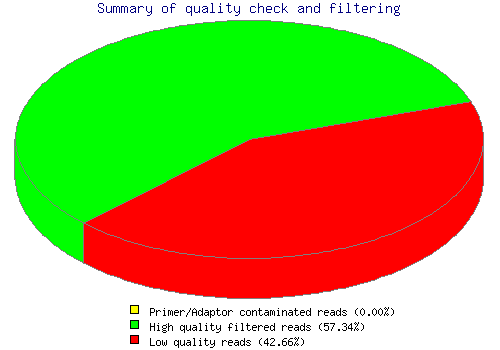 Summary of quality check and filtering
Primer/Adaptor contaminated reads (0.00%)
High quality filtered reads (57.34%)
Low quality reads (42.66%)